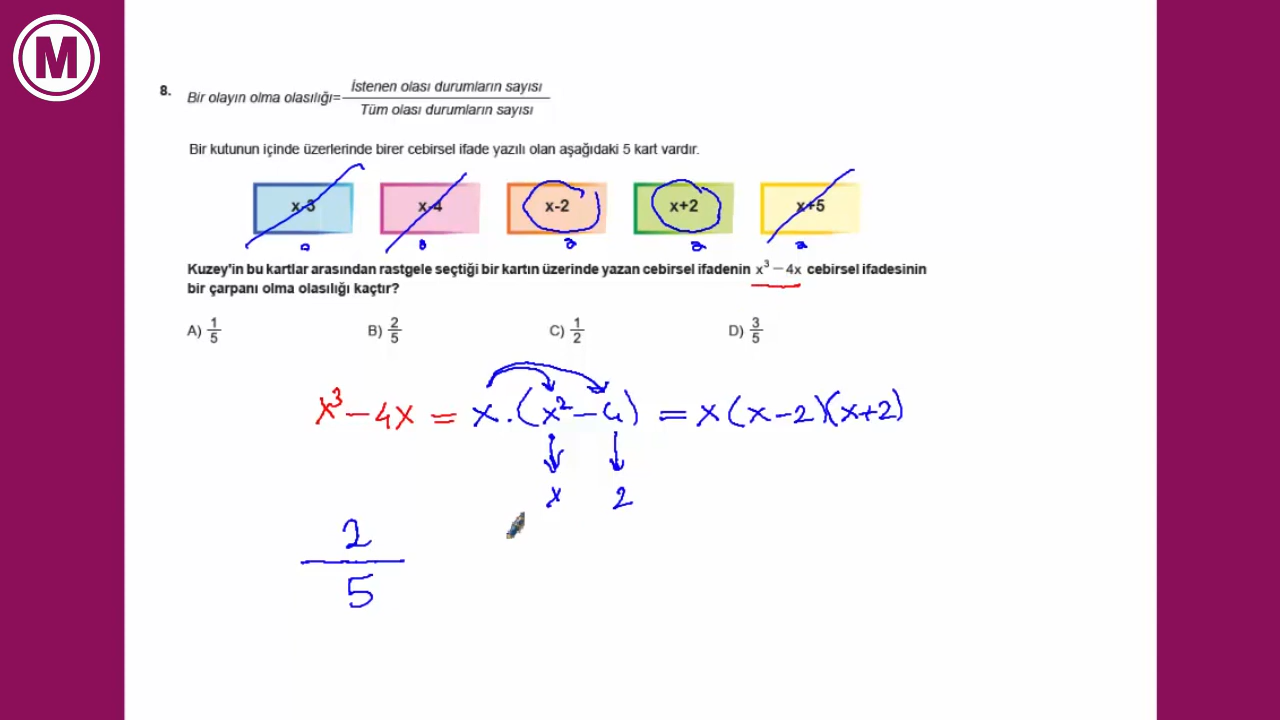 M
8. Bir olayın olma olasılığı= İstenen olası durumların sayısı / Tüm olası durumların sayısı
Bir kutunun içinde üzerlerinde birer cebirsel ifade yazılı olan aşağıdaki 5 kart vardır.
x-3 x-4 x-2 x+2 x+5
Kuzey'in bu kartlar arasından rastgele seçtiği bir kartın üzerinde yazan cebirsel ifadenin x³ – 4x cebirsel ifadesinin
bir çarpanı olma olasılığı kaçtır?
A) 1/5 B) 2/5 C) 1/2 D) 3/5
x³ – 4x = x . (x² – 4) = x (x – 2)(x+2)
x 2
2
5